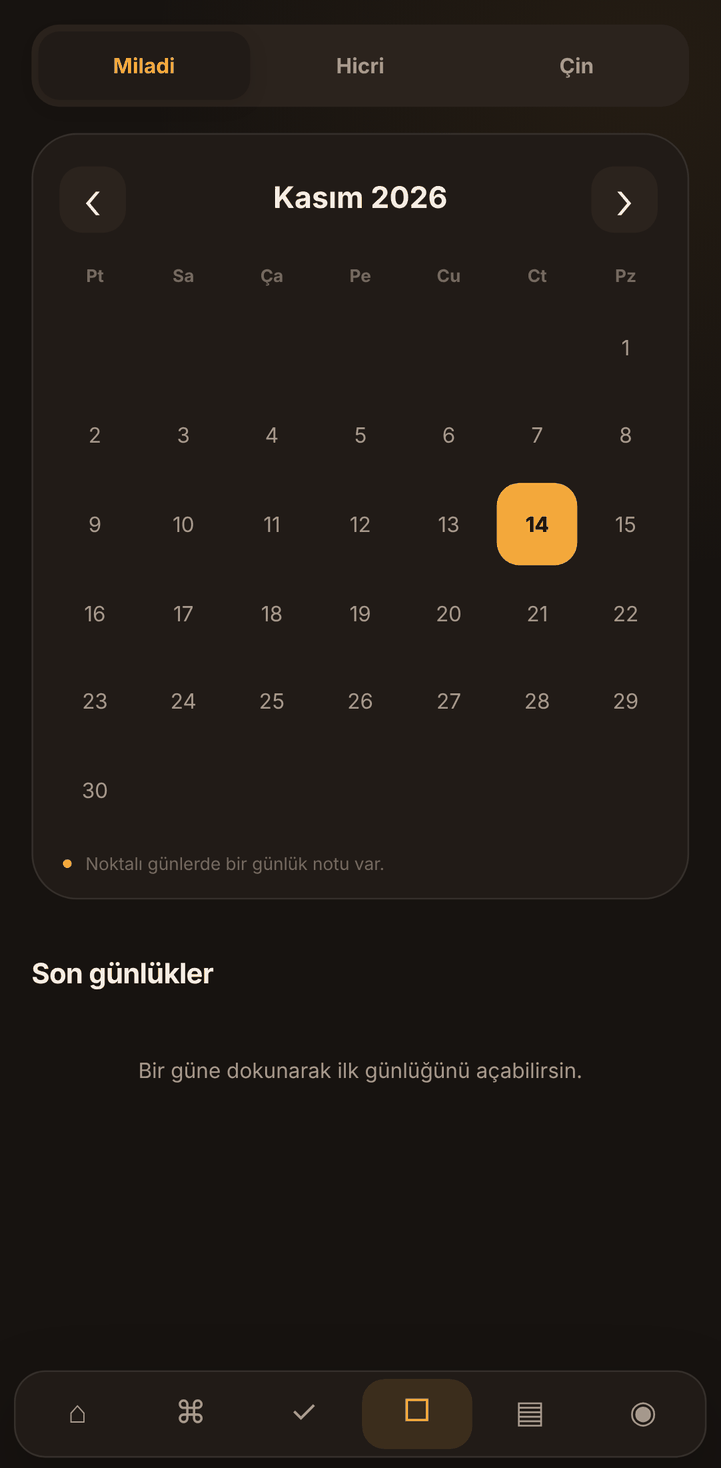 Miladi Hicri Çin
Kasım 2026
Pt Sa Ça Pe Cu Ct Pz
1
2 3 4 5 6 7 8
9 10 11 12 13 14 15
16 17 18 19 20 21 22
23 24 25 26 27 28 29
30
Noktalı günlerde bir günlük notu var.
Son günlükler
Bir güne dokunarak ilk günlüğünü açabilirsin.